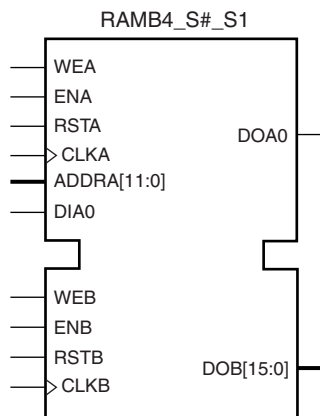 RAMB4_S#_S1
WEA
ENA
RSTA
CLKA
ADDRA[11:0]
DIA0
DOA0
WEB
ENB
RSTB
CLKB
DOB[15:0]